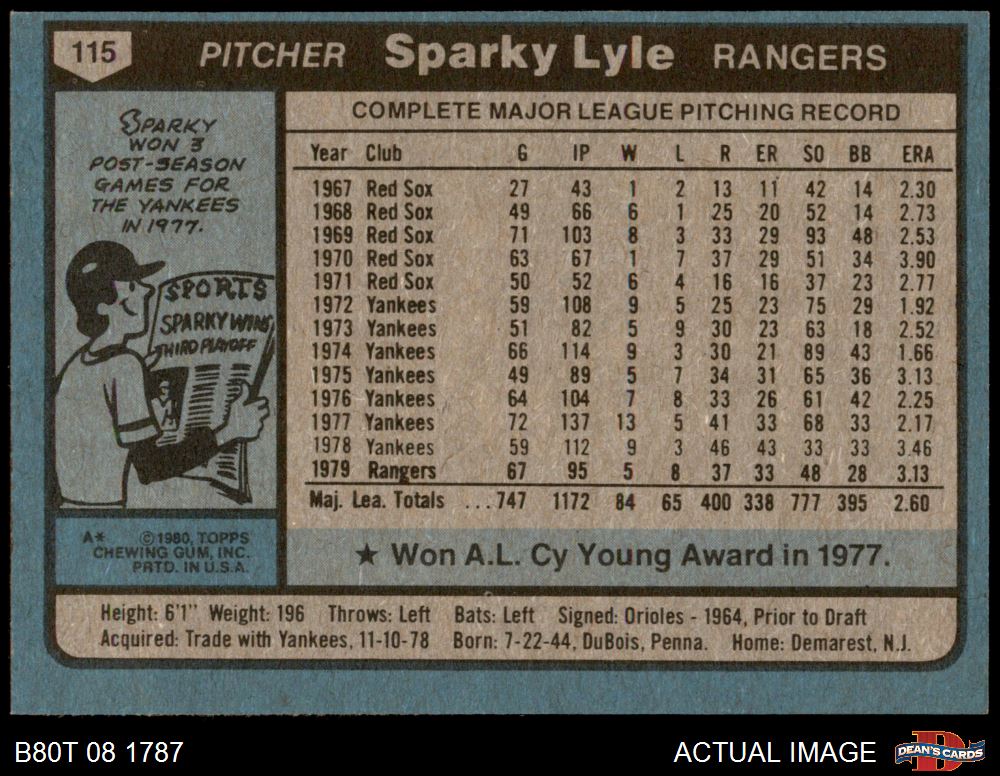 115 PITCHER Sparky Lyle RANGERS
SPARKY
WON 3
POST-SEASON
GAMES FOR
THE YANKEES
IN 1977.
SPORTS
SPARKY WINS
THIRD PLAYOFF
A* ©1980, TOPPS
CHEWING GUM, INC.
PRTD. IN U.S.A.
COMPLETE MAJOR LEAGUE PITCHING RECORD
Year Club G IP W L R ER SO BB ERA
1967 Red Sox 27 43 1 2 13 11 42 14 2.30
1968 Red Sox 49 66 6 1 25 20 52 14 2.73
1969 Red Sox 71 103 8 3 33 29 93 48 2.53
1970 Red Sox 63 67 1 7 37 29 51 34 3.90
1971 Red Sox 50 52 6 4 16 16 37 23 2.77
1972 Yankees 59 108 9 5 25 23 75 29 1.92
1973 Yankees 51 82 5 9 30 23 63 18 2.52
1974 Yankees 66 114 9 3 30 21 89 43 1.66
1975 Yankees 49 89 5 7 34 31 65 36 3.13
1976 Yankees 64 104 7 8 33 26 61 42 2.25
1977 Yankees 72 137 13 5 41 33 68 33 2.17
1978 Yankees 59 112 9 3 46 43 33 33 3.46
1979 Rangers 67 95 5 8 37 33 48 28 3.13
Maj. Lea. Totals ...747 1172 84 65 400 338 777 395 2.60
★ Won A.L. Cy Young Award in 1977.
Height: 6'1" Weight: 196 Throws: Left Bats: Left Signed: Orioles - 1964, Prior to Draft
Acquired: Trade with Yankees, 11-10-78 Born: 7-22-44, DuBois, Penna. Home: Demarest, N.J.
B80T 08 1787 ACTUAL IMAGE DEAN'S CARDS